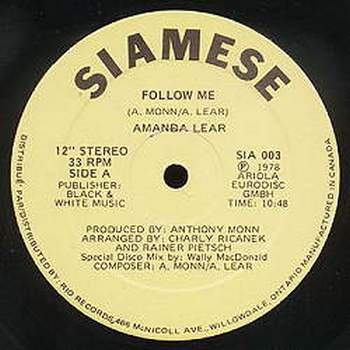 SIAMESE
FOLLOW ME
(A. MONN/A. LEAR)
AMANDA LEAR
12" STEREO
33 RPM
SIDE A
PUBLISHER:
BLACK &
WHITE MUSIC
SIA 003
Ⓟ 1978
ARIOLA
EURODISC
GMBH
TIME: 10:48
PRODUCED BY: ANTHONY MONN
ARRANGED BY: CHARLY RICANEK
AND RAINER PIETSCH
Special Disco Mix by: Wally MacDonald
COMPOSER: A. MONN/A. LEAR
DISTRIBUE PAR/DISTRIBUTED BY: RIO RECORDS, 466 McNICOLL AVE., WILLOWDALE, ONTARIO MANUFACTURED IN CANADA